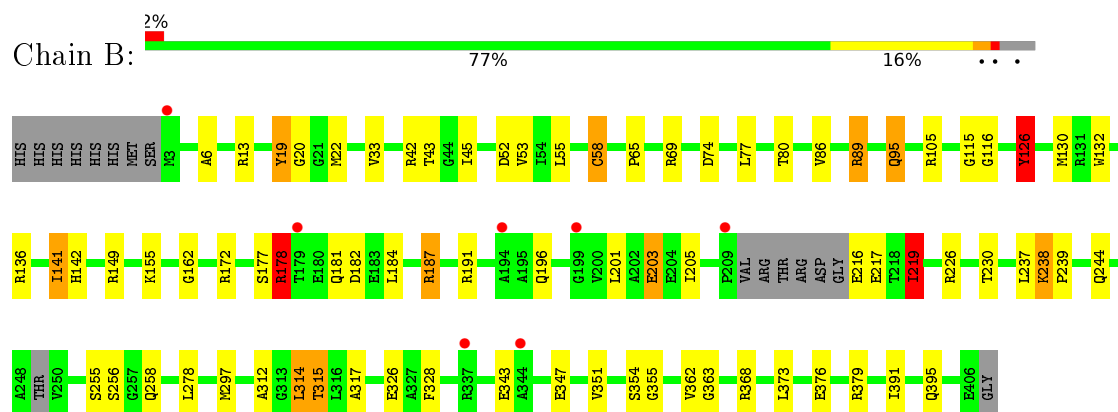 2%
Chain B:
77% 16% • • •
HIS HIS HIS HIS HIS HIS MET SER M3 A6 R13 Y19 G20 G21 M22 V33 R42 T43 G44 I45 D52 V53 I54 L55 C58 P65 R69 D74 L77 T80 V86 R89 Q95 R105 G115 G116 Y126 M130 R131 W132
R136 I141 H142 R149 K155 G162 R172 S177 R178 T179 E180 Q181 D182 E183 L184 R187 R191 A194 A195 Q196 G199 V200 L201 A202 E203 E204 I205 P209 VAL ARG THR ARG ASP GLY E216 E217 T218 I219 R226 T230 L237 K238 P239 Q244
A248 THR V250 S255 S256 G257 Q258 L278 M297 A312 G313 L314 T315 L316 A317 E326 A327 F328 R337 E343 A344 E347 V351 S354 G355 V362 G363 R368 L373 E376 R379 I391 Q395 E406 GLY